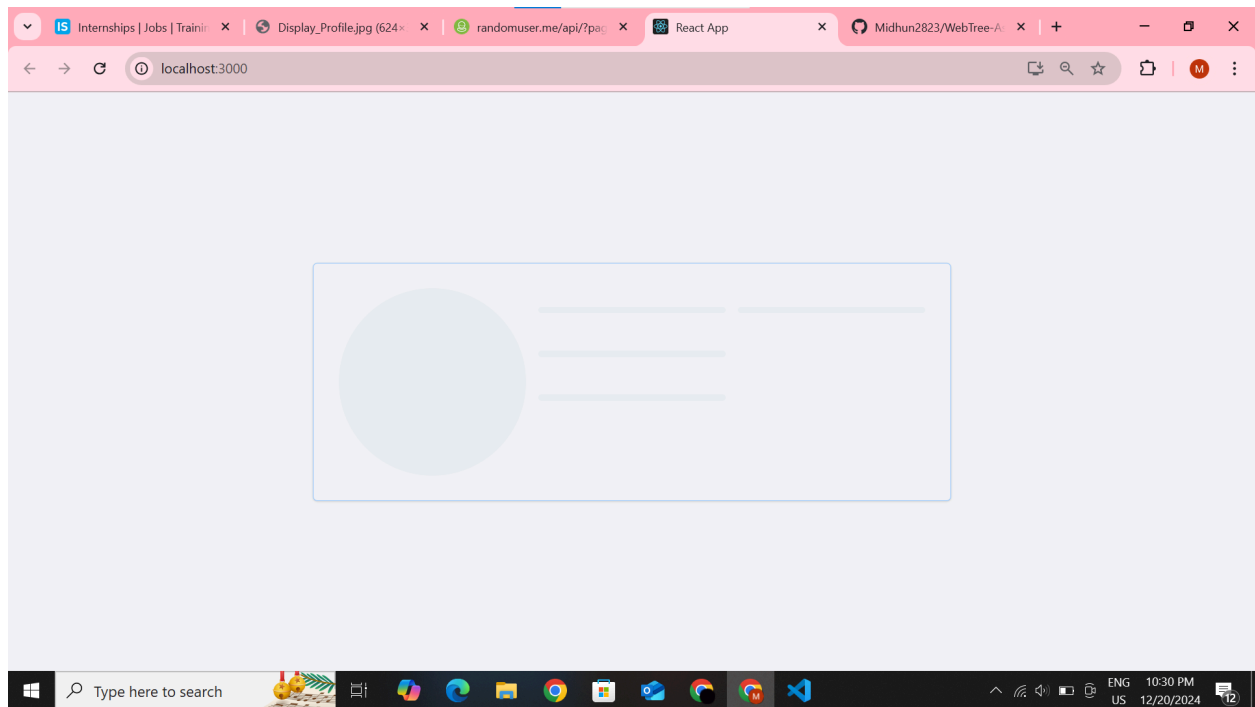 IS Internships | Jobs | Trainin
Display_Profile.jpg (624×
randomuser.me/api/?pag
React App
Midhun2823/WebTree-A
localhost:3000
M
Type here to search
M
ENG 10:30 PM
US 12/20/2024
12